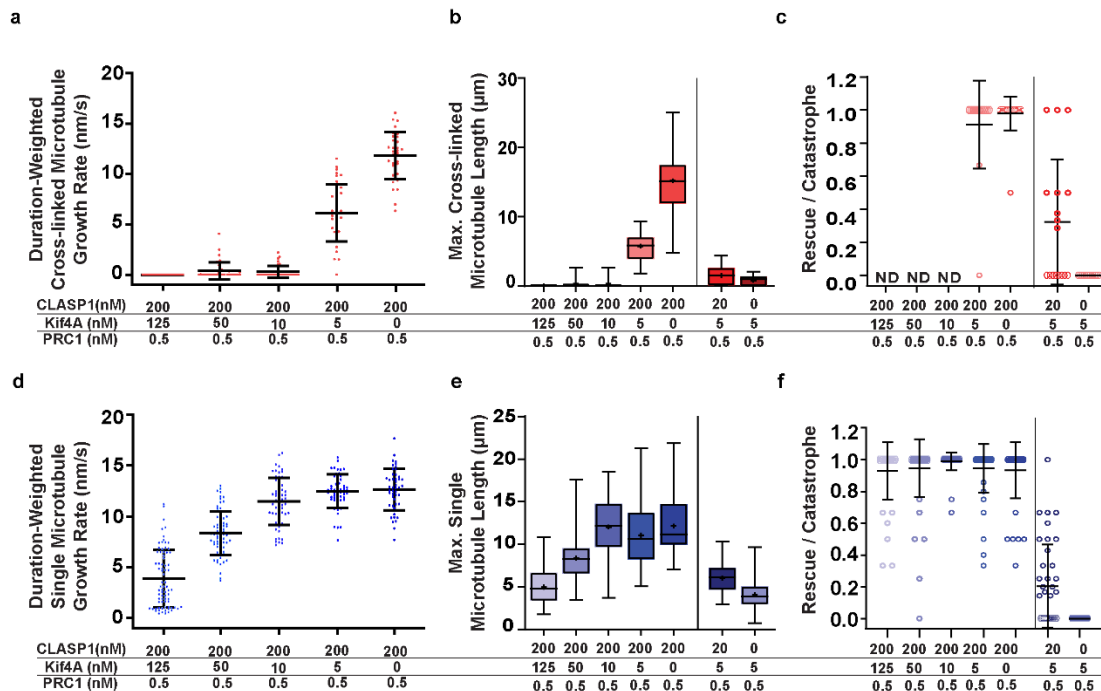 a
b
c
Duration-Weighted
Cross-linked Microtubule
Growth Rate (nm/s)
20
15
10
5
0
Max. Cross-linked
Microtubule Length (µm)
30
20
10
0
Rescue / Catastrophe
1.2
1.0
0.8
0.6
0.4
0.2
0.0
ND ND ND
CLASP1(nM) 200 200 200 200 200
Kif4A (nM) 125 50 10 5 0
PRC1 (nM) 0.5 0.5 0.5 0.5 0.5
200 200 200 200 200 20 0
125 50 10 5 0 5 5
0.5 0.5 0.5 0.5 0.5 0.5 0.5
200 200 200 200 200 20 0
125 50 10 5 0 5 5
0.5 0.5 0.5 0.5 0.5 0.5 0.5
d
e
f
Duration-Weighted
Single Microtubule
Growth Rate (nm/s)
20
15
10
5
0
Max. Single
Microtubule Length (µm)
25
20
15
10
5
0
Rescue / Catastrophe
1.2
1.0
0.8
0.6
0.4
0.2
0.0
CLASP1(nM) 200 200 200 200 200
Kif4A (nM) 125 50 10 5 0
PRC1 (nM) 0.5 0.5 0.5 0.5 0.5
200 200 200 200 200 20 0
125 50 10 5 0 5 5
0.5 0.5 0.5 0.5 0.5 0.5 0.5
200 200 200 200 200 20 0
125 50 10 5 0 5 5
0.5 0.5 0.5 0.5 0.5 0.5 0.5